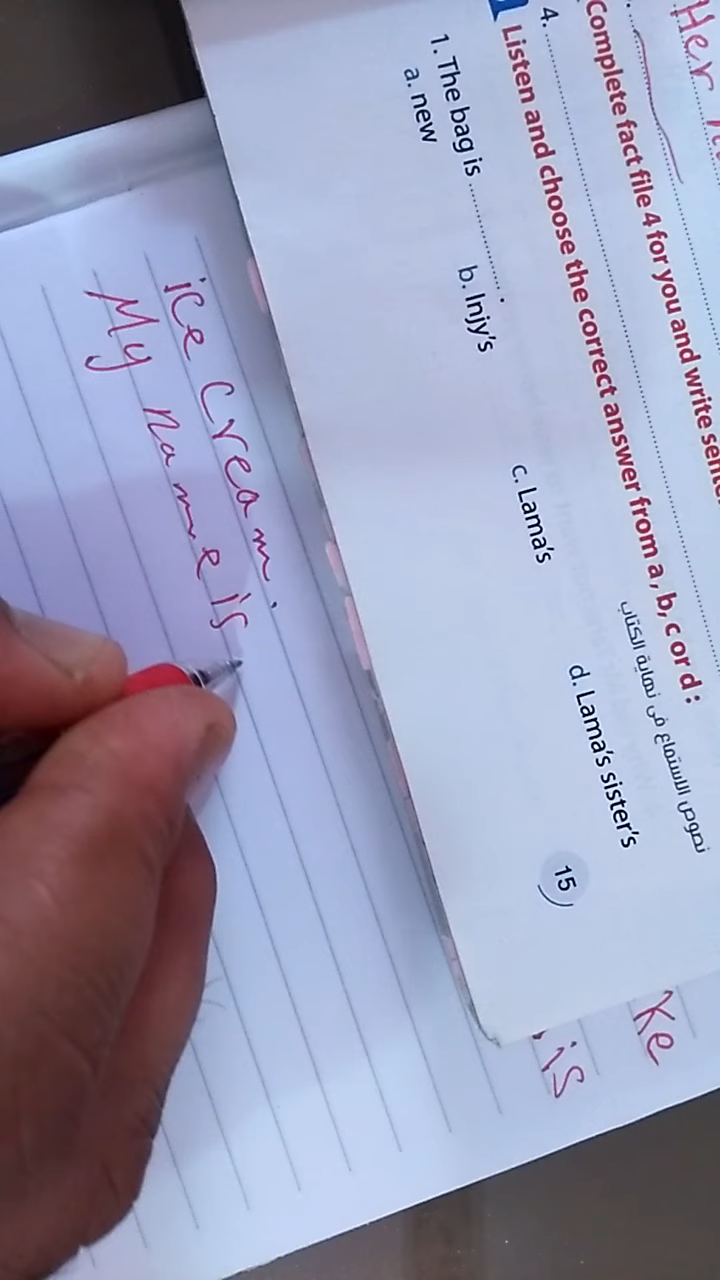 Her
Complete fact file 4 for you and write sente
4.
Listen and choose the correct answer from a, b, c or d :
نصوص الاستماع في نهاية الكتاب
1. The bag is ................ .
a. new b. Injy's c. Lama's d. Lama's sister's
15
ke
is
ice cream.
My name is